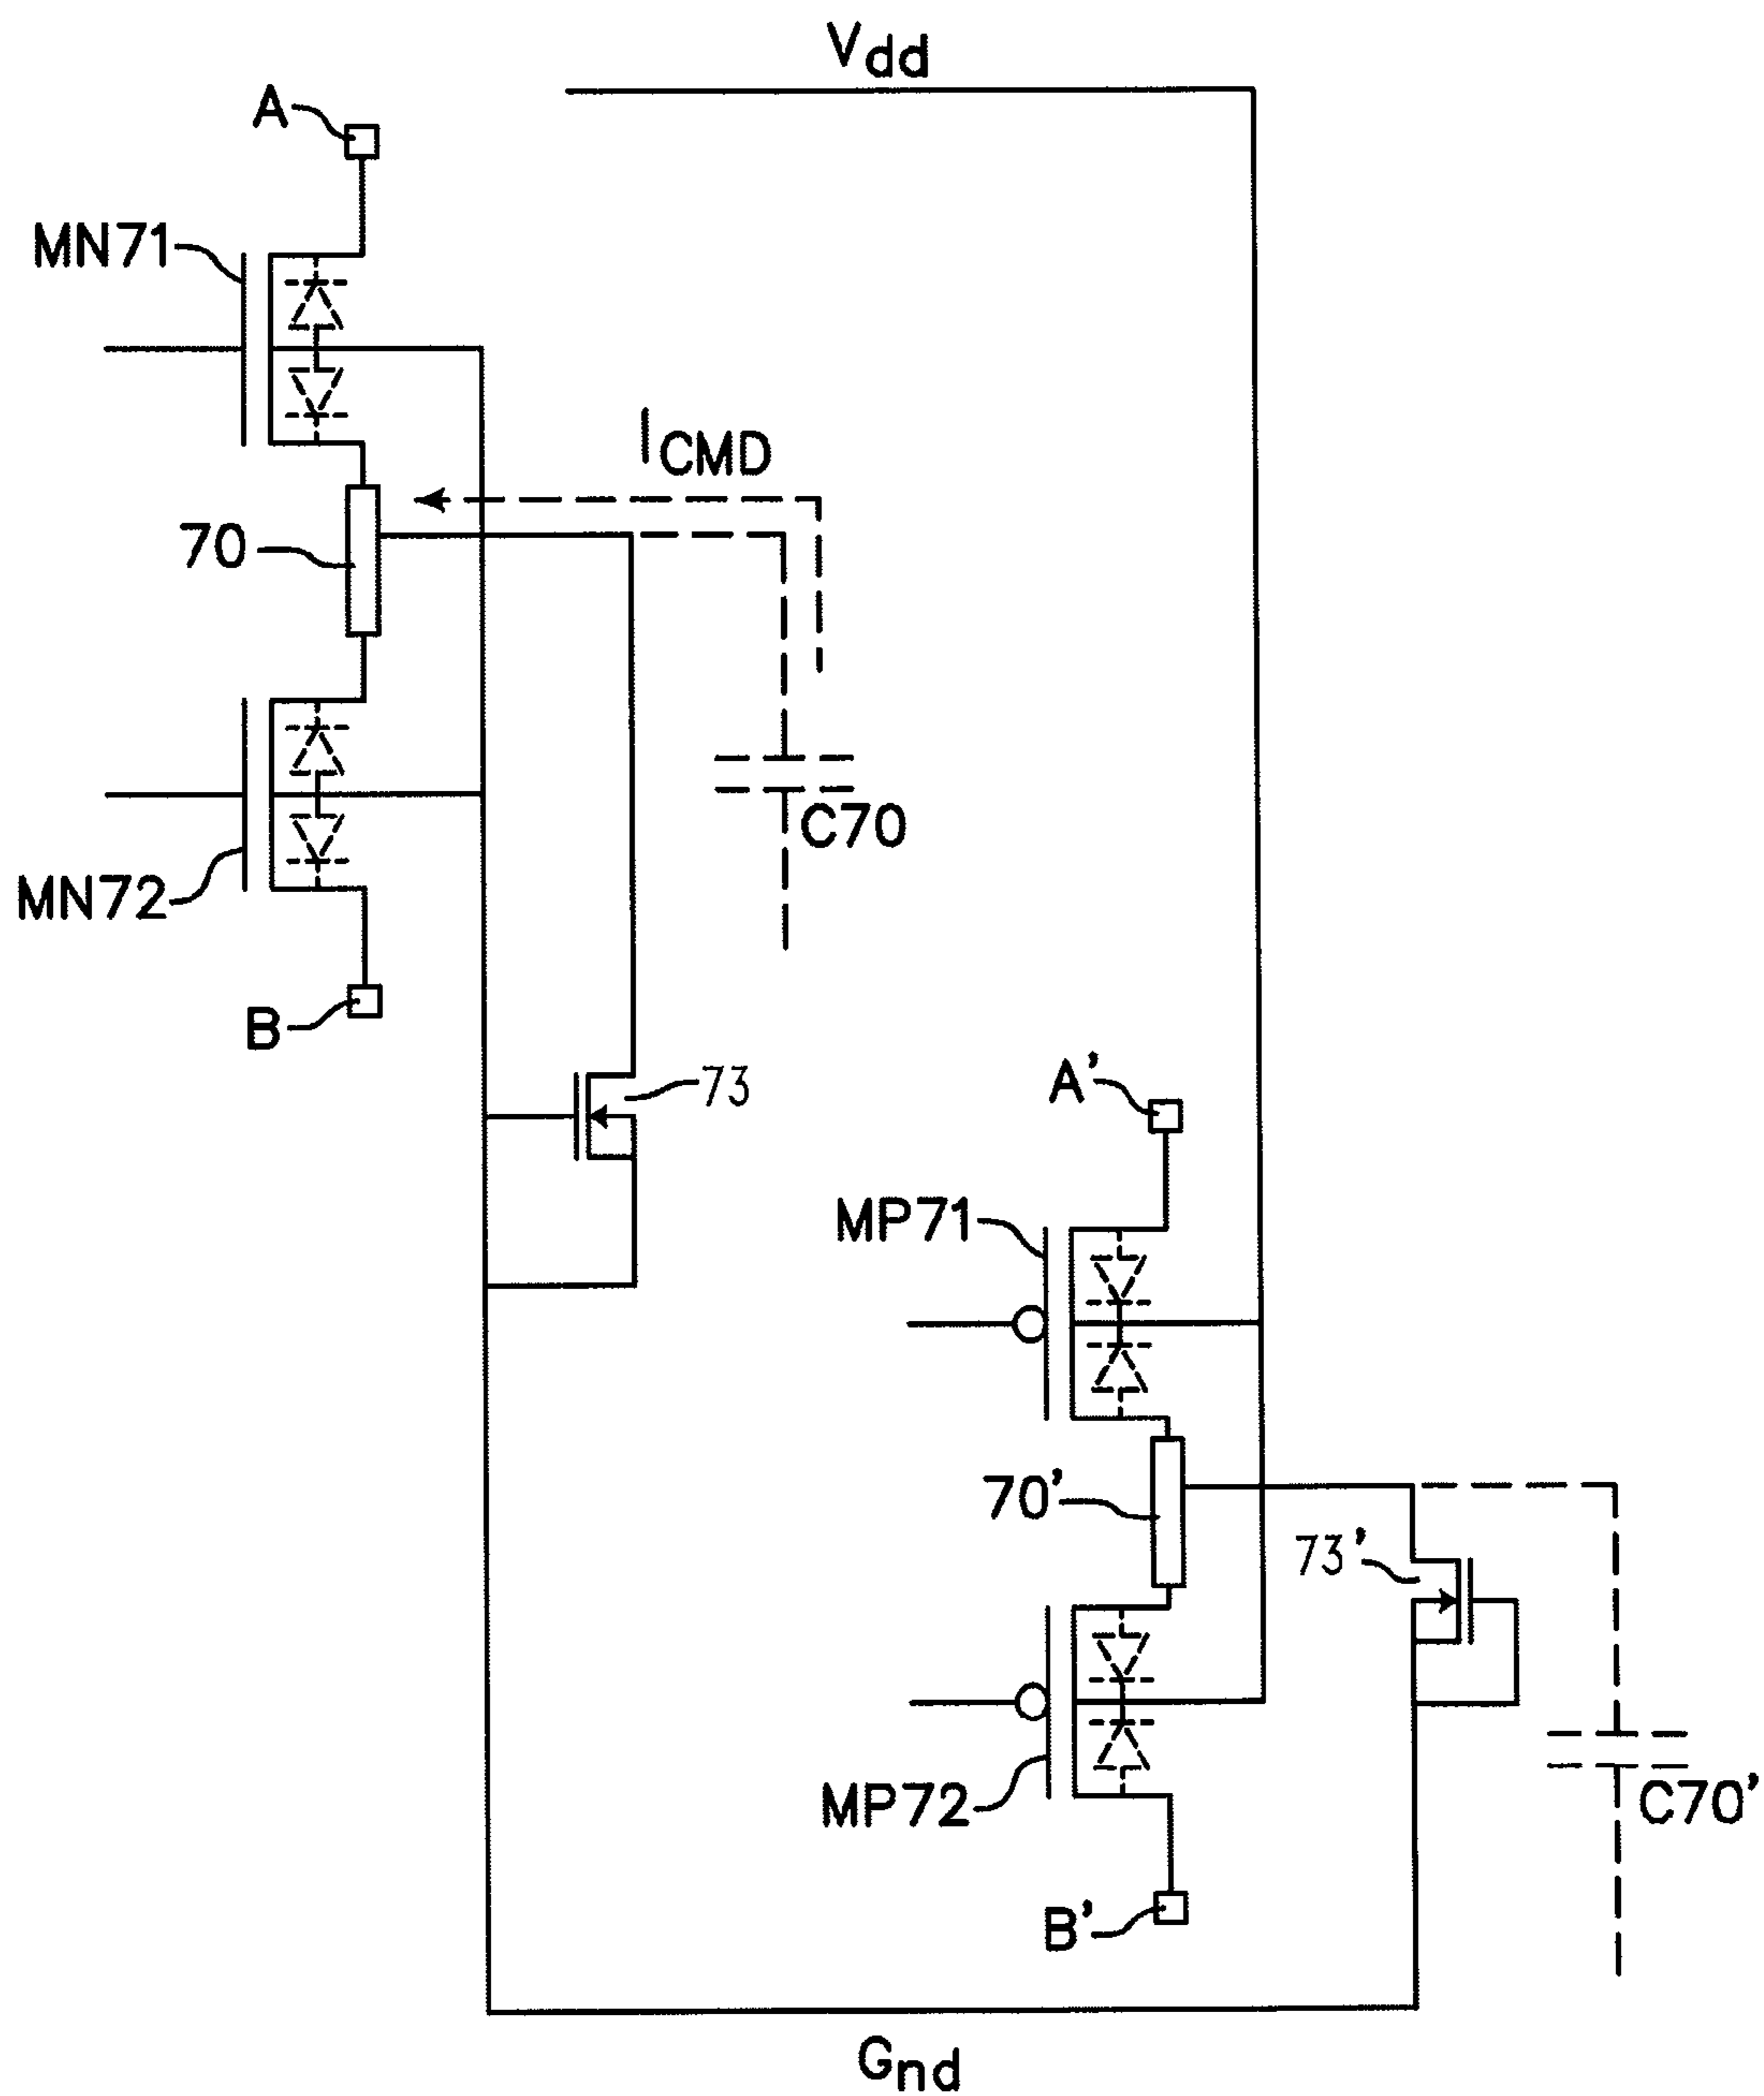 Vdd
A
MN71
ICMD
70
C70
MN72
B
73
A'
MP71
70'
73'
MP72
C70'
B'
Gnd